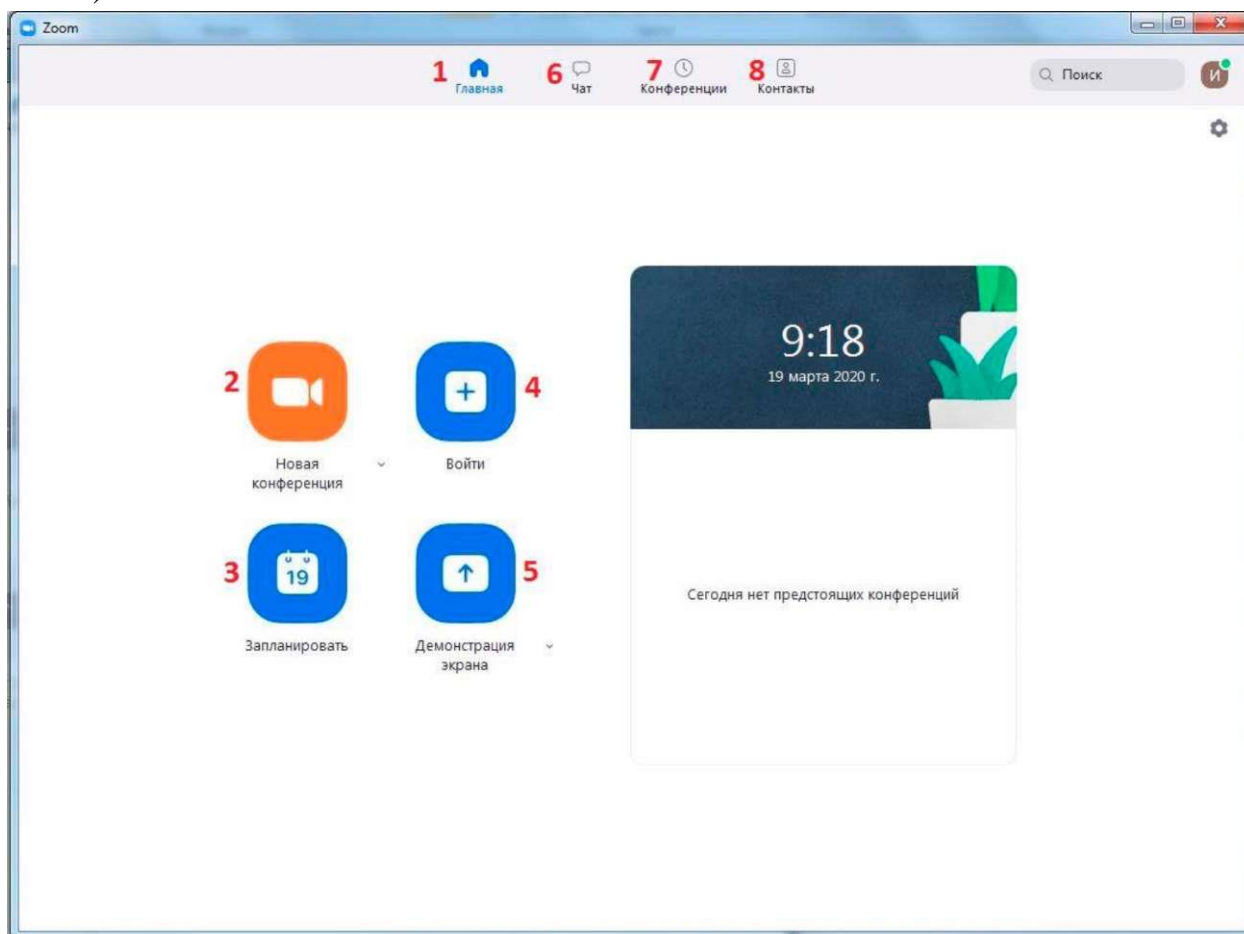 )
Zoom
1
Главная
6
Чат
7
Конференции
8
Контакты
Поиск
И
9:18
19 марта 2020 г.
2
4
Новая
конференция
Войти
3
19
5
Запланировать
Демонстрация
экрана
Сегодня нет предстоящих конференций